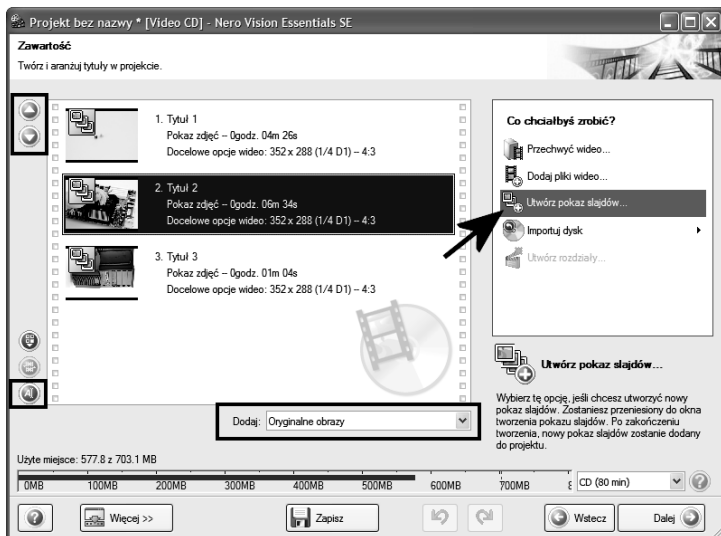 Projekt bez nazwy * [Video CD] - Nero Vision Essentials SE
Zawartość
Twórz i aranżuj tytuły w projekcie.
1. Tytuł 1
Pokaz zdjęć – 0godz. 04m 26s
Docelowe opcje wideo: 352 x 288 (1/4 D1) – 4:3
2. Tytuł 2
Pokaz zdjęć – 0godz. 06m 34s
Docelowe opcje wideo: 352 x 288 (1/4 D1) – 4:3
3. Tytuł 3
Pokaz zdjęć – 0godz. 01m 04s
Docelowe opcje wideo: 352 x 288 (1/4 D1) – 4:3
Dodaj: Oryginalne obrazy
Co chciałbyś zrobić?
Przechwyć wideo...
Dodaj pliki wideo...
Utwórz pokaz slajdów...
Importuj dysk
Utwórz rozdziały...
Utwórz pokaz slajdów...
Wybierz tę opcję, jeśli chcesz utworzyć nowy
pokaz slajdów. Zostaniesz przeniesiony do okna
tworzenia pokazu slajdów. Po zakończeniu
tworzenia, nowy pokaz slajdów zostanie dodany
do projektu.
Użyte miejsce: 577.8 z 703.1 MB
0MB 100MB 200MB 300MB 400MB 500MB 600MB 700MB 8
CD (80 min)
Więcej >>
Zapisz
Wstecz
Dalej